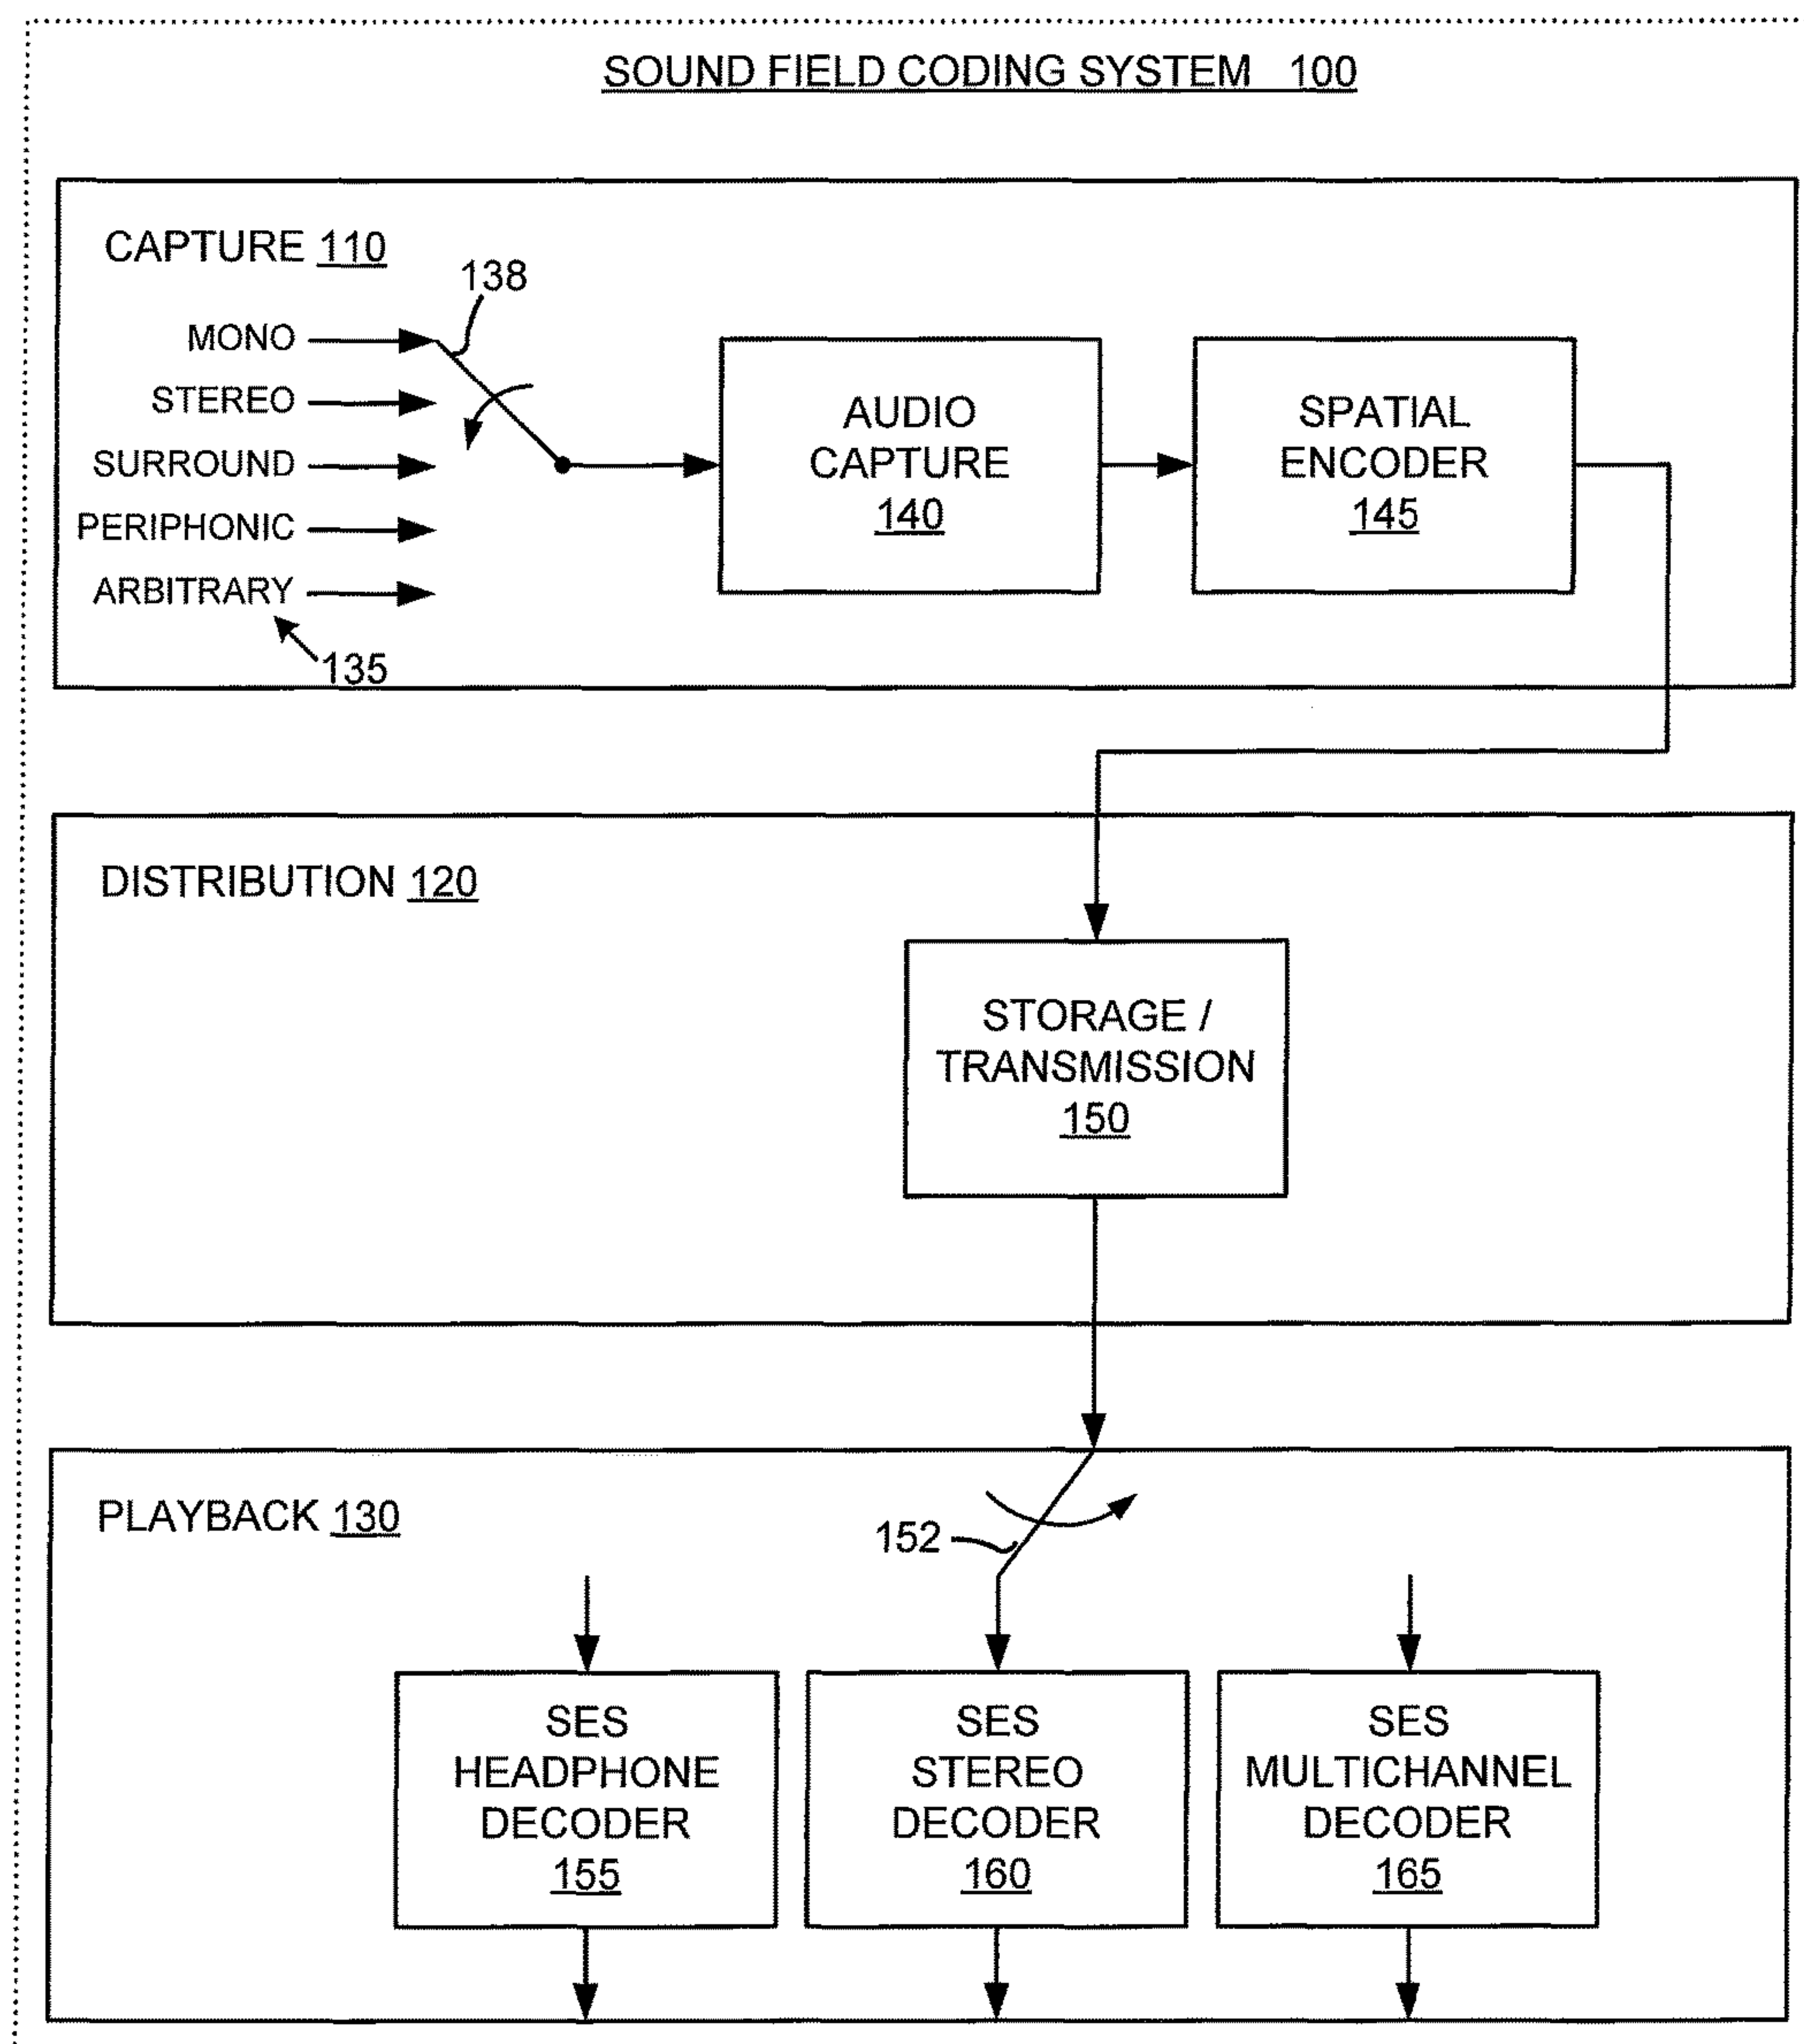 SOUND FIELD CODING SYSTEM 100
CAPTURE 110
138
MONO
STEREO
SURROUND
PERIPHONIC
ARBITRARY
135
AUDIO
CAPTURE
140
SPATIAL
ENCODER
145
DISTRIBUTION 120
STORAGE /
TRANSMISSION
150
PLAYBACK 130
152
SES
HEADPHONE
DECODER
155
SES
STEREO
DECODER
160
SES
MULTICHANNEL
DECODER
165